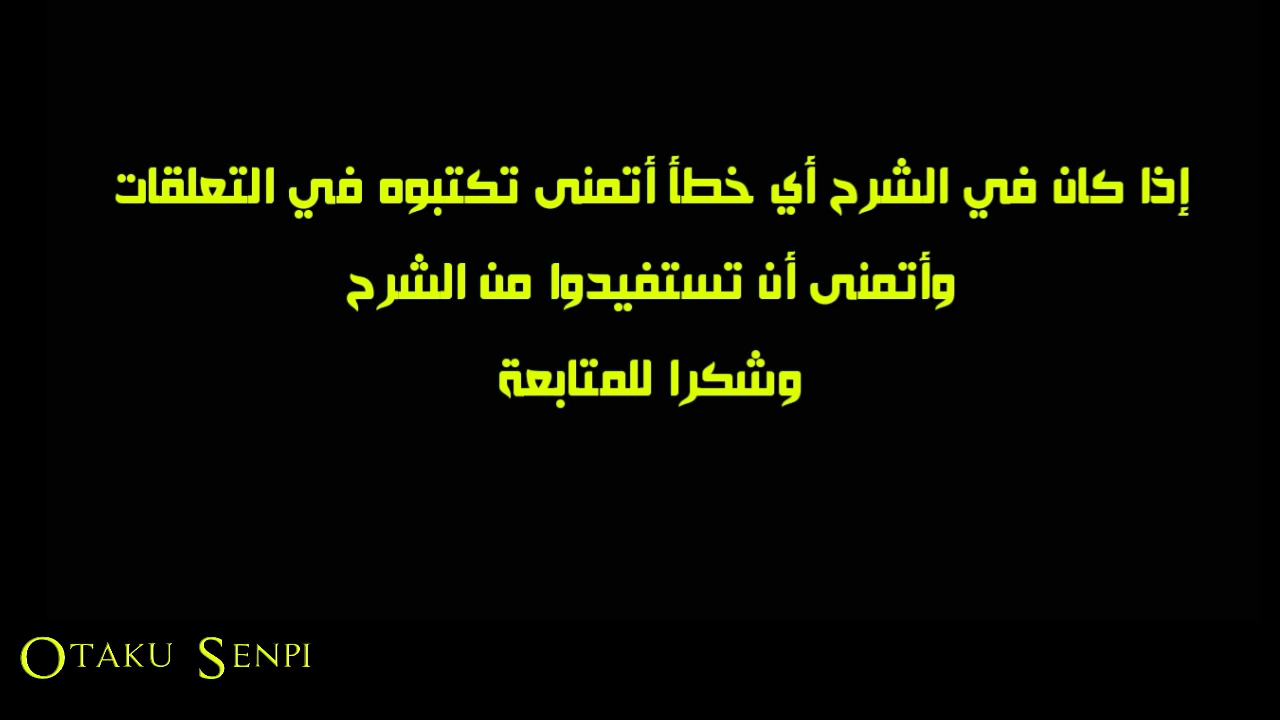 إذا كان في الشرح أي خطأ أتمنى تكتبوه في التعلقات
وأتمنى أن تستفيدوا من الشرح
وشكرا للمتابعة
OTAKU SENPI